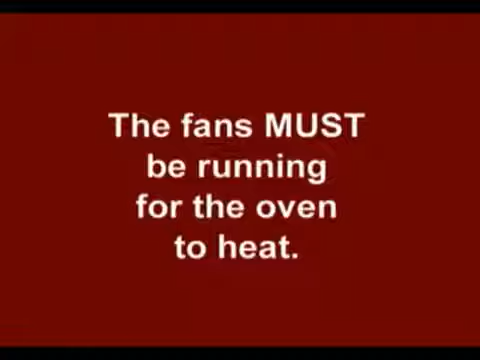 The fans MUST
be running
for the oven
to heat.